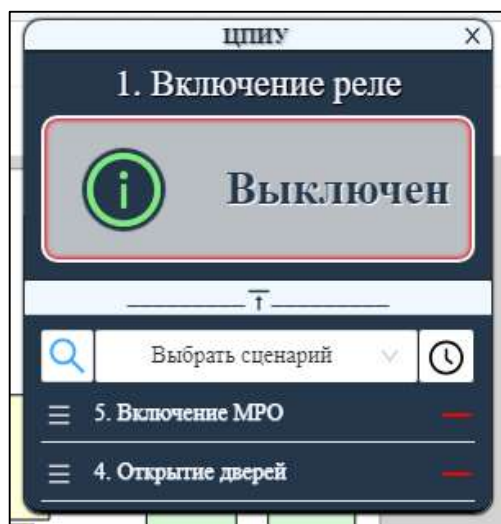 ЦПИУ
1. Включение реле
Выключен
Выбрать сценарий
5. Включение МРО
4. Открытие дверей